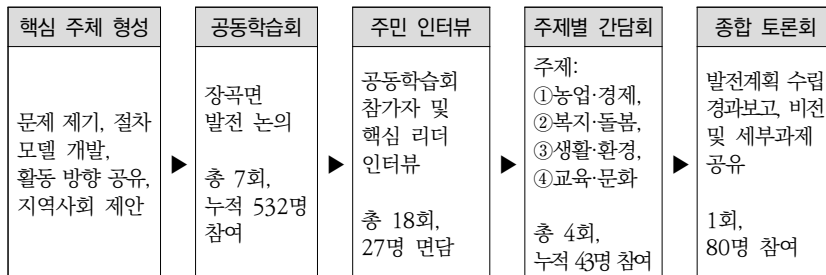 핵심 주체 형성
문제 제기, 절차
모델 개발,
활동 방향 공유,
지역사회 제안
▶
공동학습회
장곡면
발전 논의
총 7회,
누적 532명
참여
▶
주민 인터뷰
공동학습회
참가자 및
핵심 리더
인터뷰
총 18회,
27명 면담
▶
주제별 간담회
주제:
①농업·경제,
②복지·돌봄,
③생활·환경,
④교육·문화
총 4회,
누적 43명 참여
▶
종합 토론회
발전계획 수립
경과보고, 비전
및 세부과제
공유
1회,
80명 참여